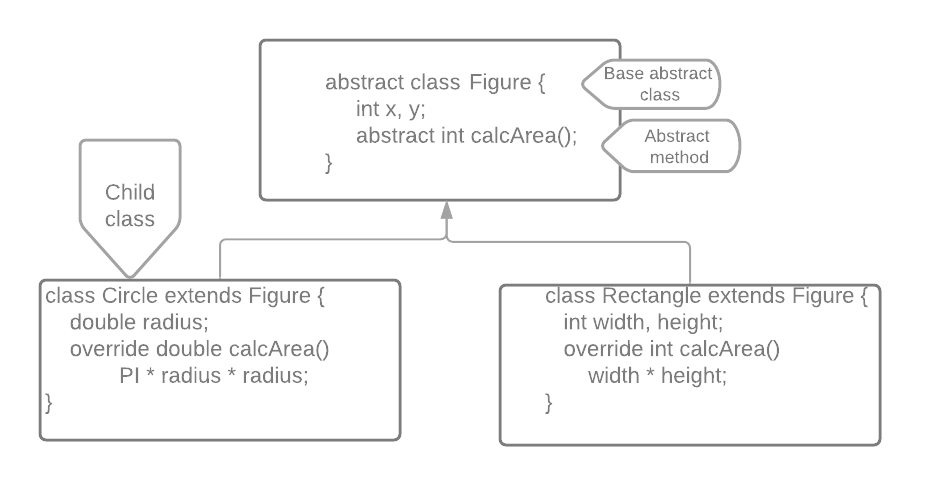 abstract class Figure {
int x, y;
abstract int calcArea();
}
Base abstract
class
Abstract
method
Child
class
class Circle extends Figure {
double radius;
override double calcArea()
PI * radius * radius;
}
class Rectangle extends Figure {
int width, height;
override int calcArea()
width * height;
}